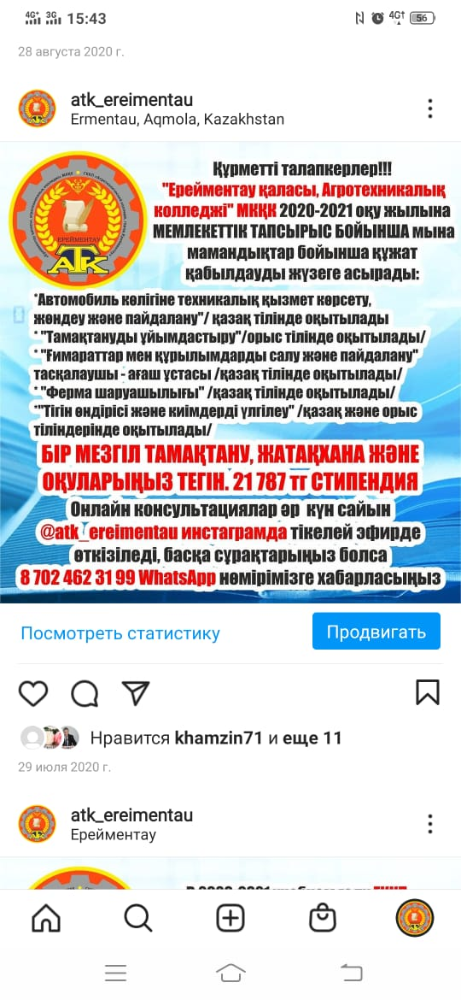 4G+ 3G 15:43 4G+ 56
28 августа 2020 г.
atk_ereimentau
Ermentau, Aqmola, Kazakhstan
ЕРЕЙМЕНТАУ
АТК
Құрметті талапкерлер!!!
"Ерейментау қаласы, Агротехникалық
колледжі" МКҚК 2020-2021 оқу жылына
МЕМЛЕКЕТТІК ТАПСЫРЫС БОЙЫНША мына
мамандықтар бойынша құжат
қабылдауды жүзеге асырады:
*Автомобиль көлігіне техникалық қызмет көрсету,
жөндеу және пайдалану"/ қазақ тілінде оқытылады
* "Тамақтануды ұйымдастыру"/орыс тілінде оқытылады/
* "Ғимараттар мен құрылымдарды салу және пайдалану"
тасқалаушы - ағаш ұстасы /қазақ тілінде оқытылады/
* "Ферма шаруашылығы" /қазақ тілінде оқытылады/
*"Тігін өндірісі және киімдерді үлгілеу" /қазақ және орыс
тіліндерінде оқытылады/
БІР МЕЗГІЛ ТАМАҚТАНУ, ЖАТАҚХАНА ЖӘНЕ
ОҚУЛАРЫҢЫЗ ТЕГІН. 21 787 тг СТИПЕНДИЯ
Онлайн консультациялар әр күн сайын
@atk_ereimentau инстаграмда тікелей эфирде
өткізіледі, басқа сұрақтарыңыз болса
8 702 462 31 99 WhatsApp нөмірімізге хабарласыңыз
Посмотреть статистику
Продвигать
Нравится khamzin71 и еще 11
29 июля 2020 г.
atk_ereimentau
Ерейментау